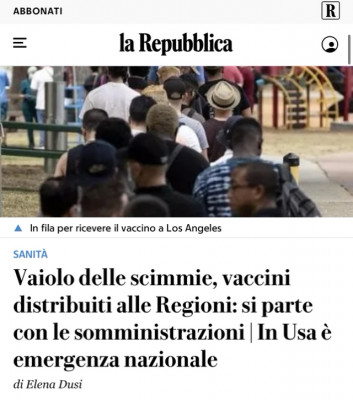 ABBONATI
R
la Repubblica
In fila per ricevere il vaccino a Los Angeles
SANITÀ
Vaiolo delle scimmie, vaccini
distribuiti alle Regioni: si parte
con le somministrazioni | In Usa è
emergenza nazionale
di Elena Dusi